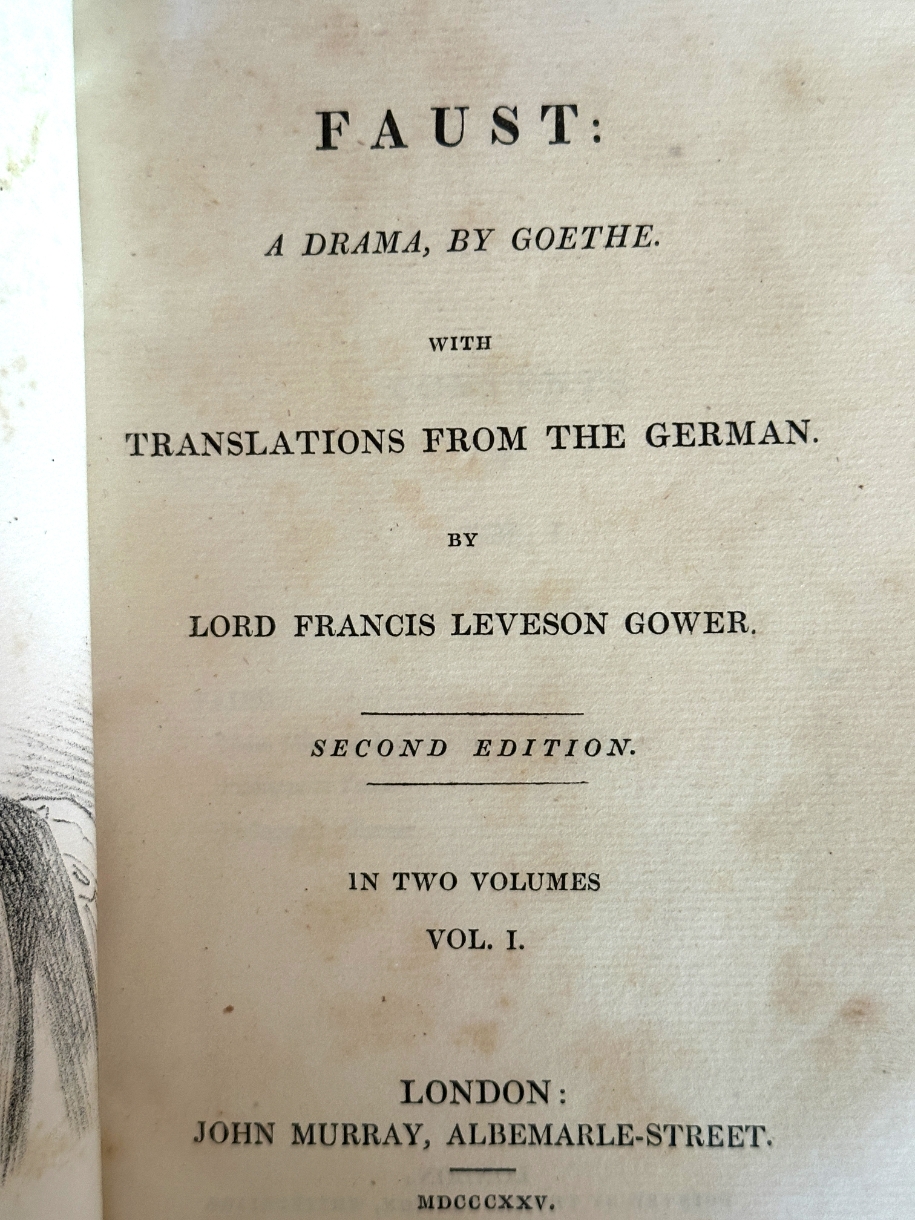 FAUST:
A DRAMA, BY GOETHE.
WITH
TRANSLATIONS FROM THE GERMAN.
BY
LORD FRANCIS LEVESON GOWER.
SECOND EDITION.
IN TWO VOLUMES
VOL. I.
LONDON:
JOHN MURRAY, ALBEMARLE-STREET.
MDCCCXXV.